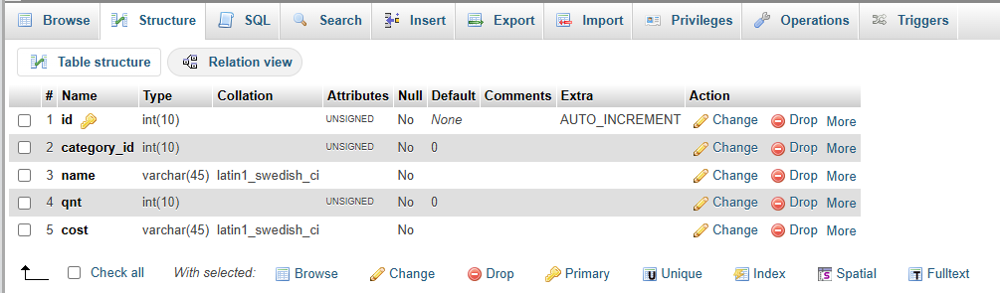 Browse Structure SQL Search Insert Export Import Privileges Operations Triggers
Table structure Relation view
# Name Type Collation Attributes Null Default Comments Extra Action
1 id int(10) UNSIGNED No None AUTO_INCREMENT Change Drop More
2 category_id int(10) UNSIGNED No 0 Change Drop More
3 name varchar(45) latin1_swedish_ci No Change Drop More
4 qnt int(10) UNSIGNED No 0 Change Drop More
5 cost varchar(45) latin1_swedish_ci No Change Drop More
Check all With selected: Browse Change Drop Primary Unique Index Spatial Fulltext